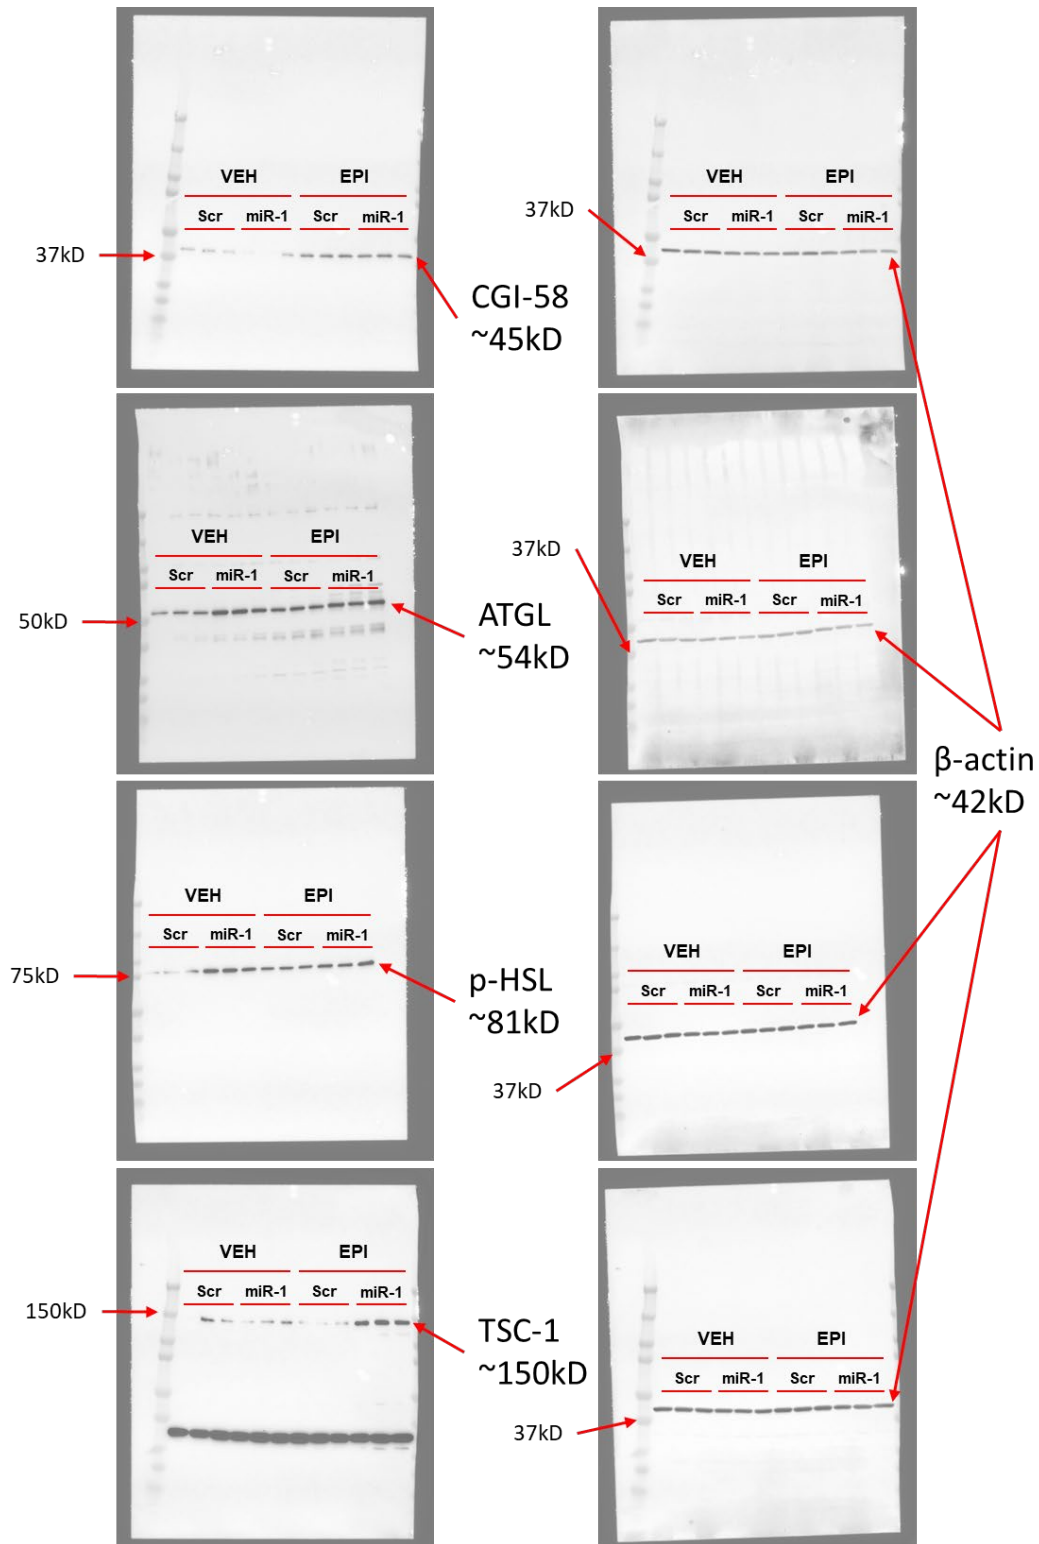 VEH EPI
Scr miR-1 Scr miR-1
37kD
CGI-58
~45kD
VEH EPI
Scr miR-1 Scr miR-1
37kD
VEH EPI
Scr miR-1 Scr miR-1
50kD
ATGL
~54kD
37kD
VEH EPI
Scr miR-1 Scr miR-1
β-actin
~42kD
VEH EPI
Scr miR-1 Scr miR-1
75kD
p-HSL
~81kD
VEH EPI
Scr miR-1 Scr miR-1
37kD
VEH EPI
Scr miR-1 Scr miR-1
150kD
TSC-1
~150kD
VEH EPI
Scr miR-1 Scr miR-1
37kD